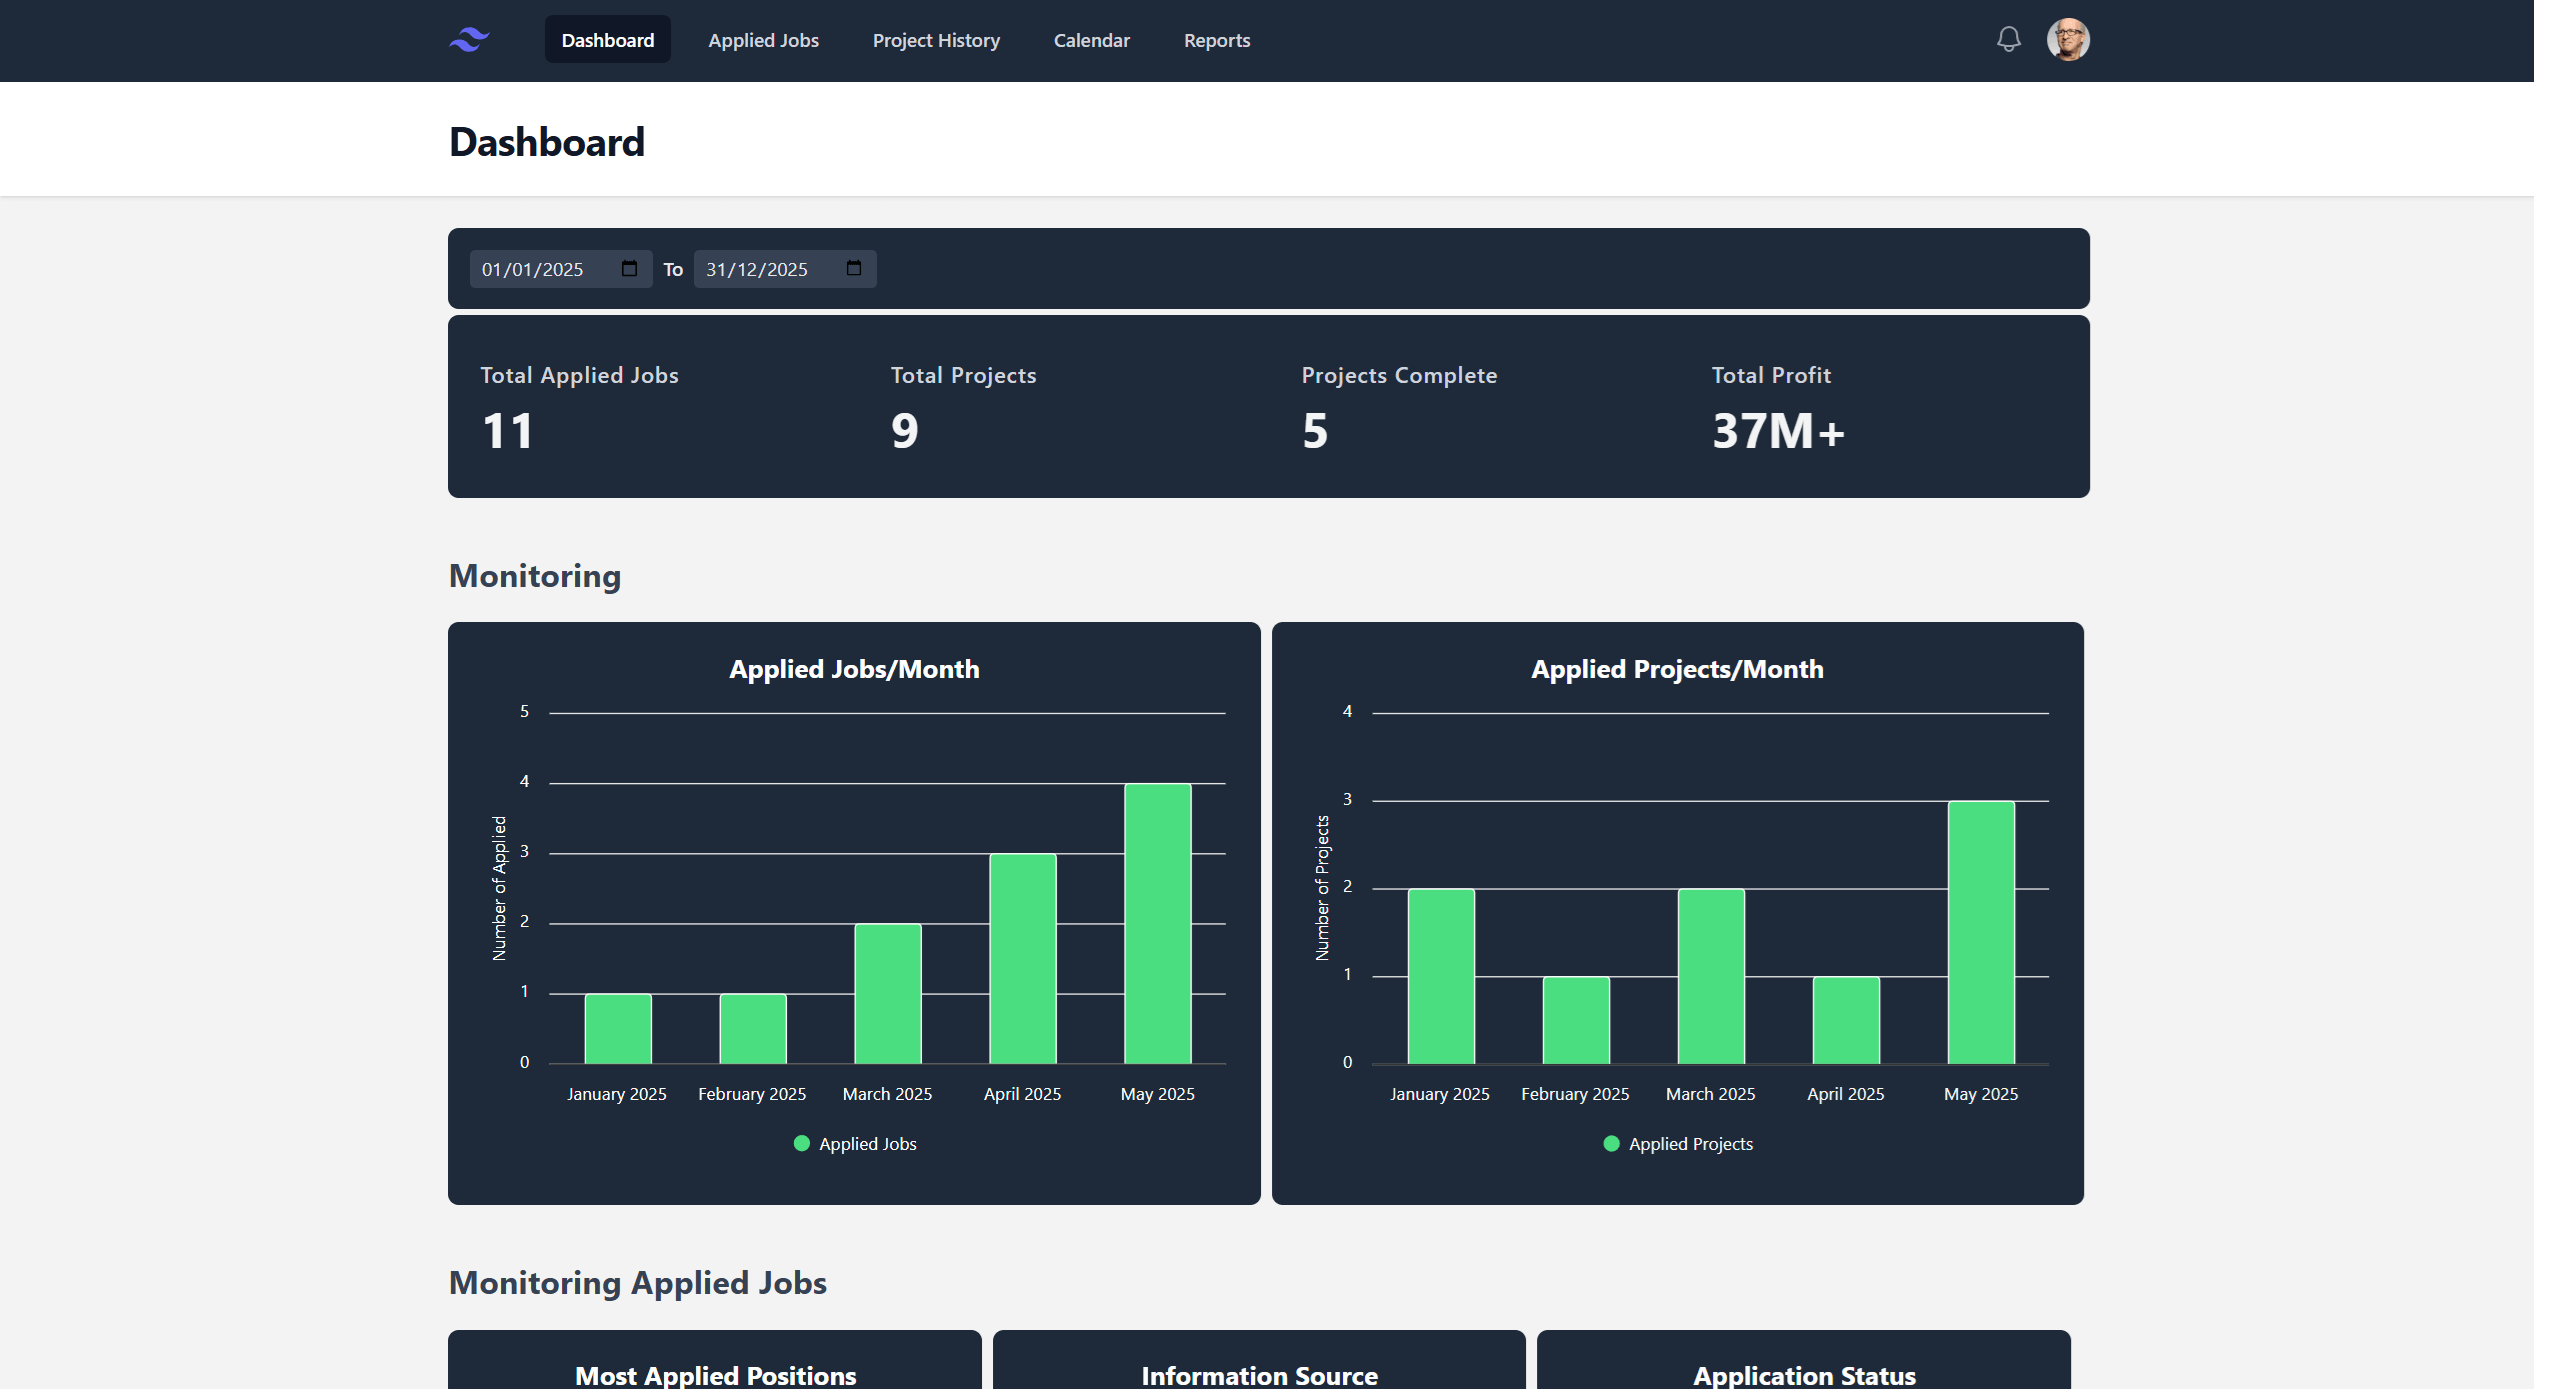 Dashboard Applied Jobs Project History Calendar Reports
Dashboard
01/01/2025 To 31/12/2025
Total Applied Jobs Total Projects Projects Complete Total Profit
11 9 5 37M+
Monitoring
Applied Jobs/Month
5
4
3
2
1
0
Number of Applied
January 2025 February 2025 March 2025 April 2025 May 2025
Applied Jobs
Applied Projects/Month
4
3
2
1
0
Number of Projects
January 2025 February 2025 March 2025 April 2025 May 2025
Applied Projects
Monitoring Applied Jobs
Most Applied Positions Information Source Application Status